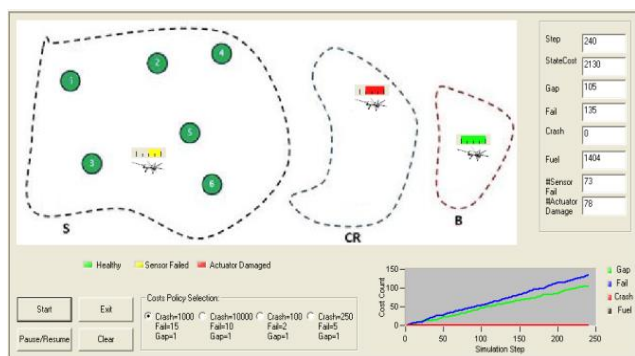 Step 240
StateCost 2130
Gap 105
Fail 135
Crash 0
Fuel 1404
#Sensor Fail 73
#Actuator Damage 78
1
2
4
5
3
6
S
CR
B
Healthy Sensor Failed Actuator Damaged
Start Exit
Pause/Resume Clear
Costs Policy Selection:
Crash=1000 Crash=10000 Crash=100 Crash=250
Fail=15 Fail=10 Fail=2 Fail=5
Gap=1 Gap=1 Gap=1 Gap=1
Cost Count
150
100
50
0
0 50 100 150 200 250
Simulation Step
Gap
Fail
Crash
Fuel